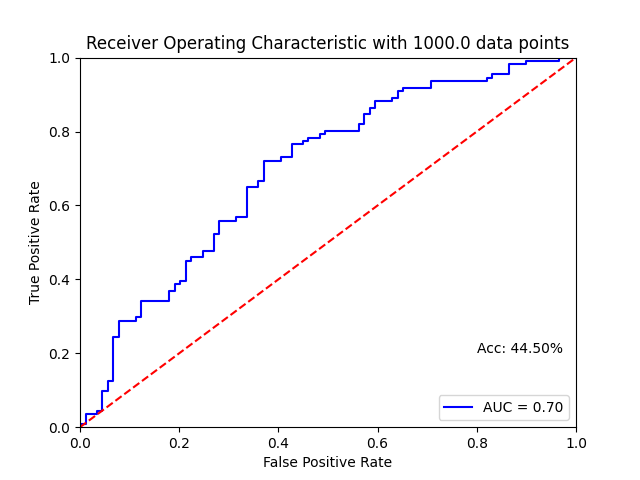 Receiver Operating Characteristic with 1000.0 data points
1.0
0.8
0.6
0.4
0.2
0.0
True Positive Rate
Acc: 44.50%
AUC = 0.70
0.0 0.2 0.4 0.6 0.8 1.0
False Positive Rate